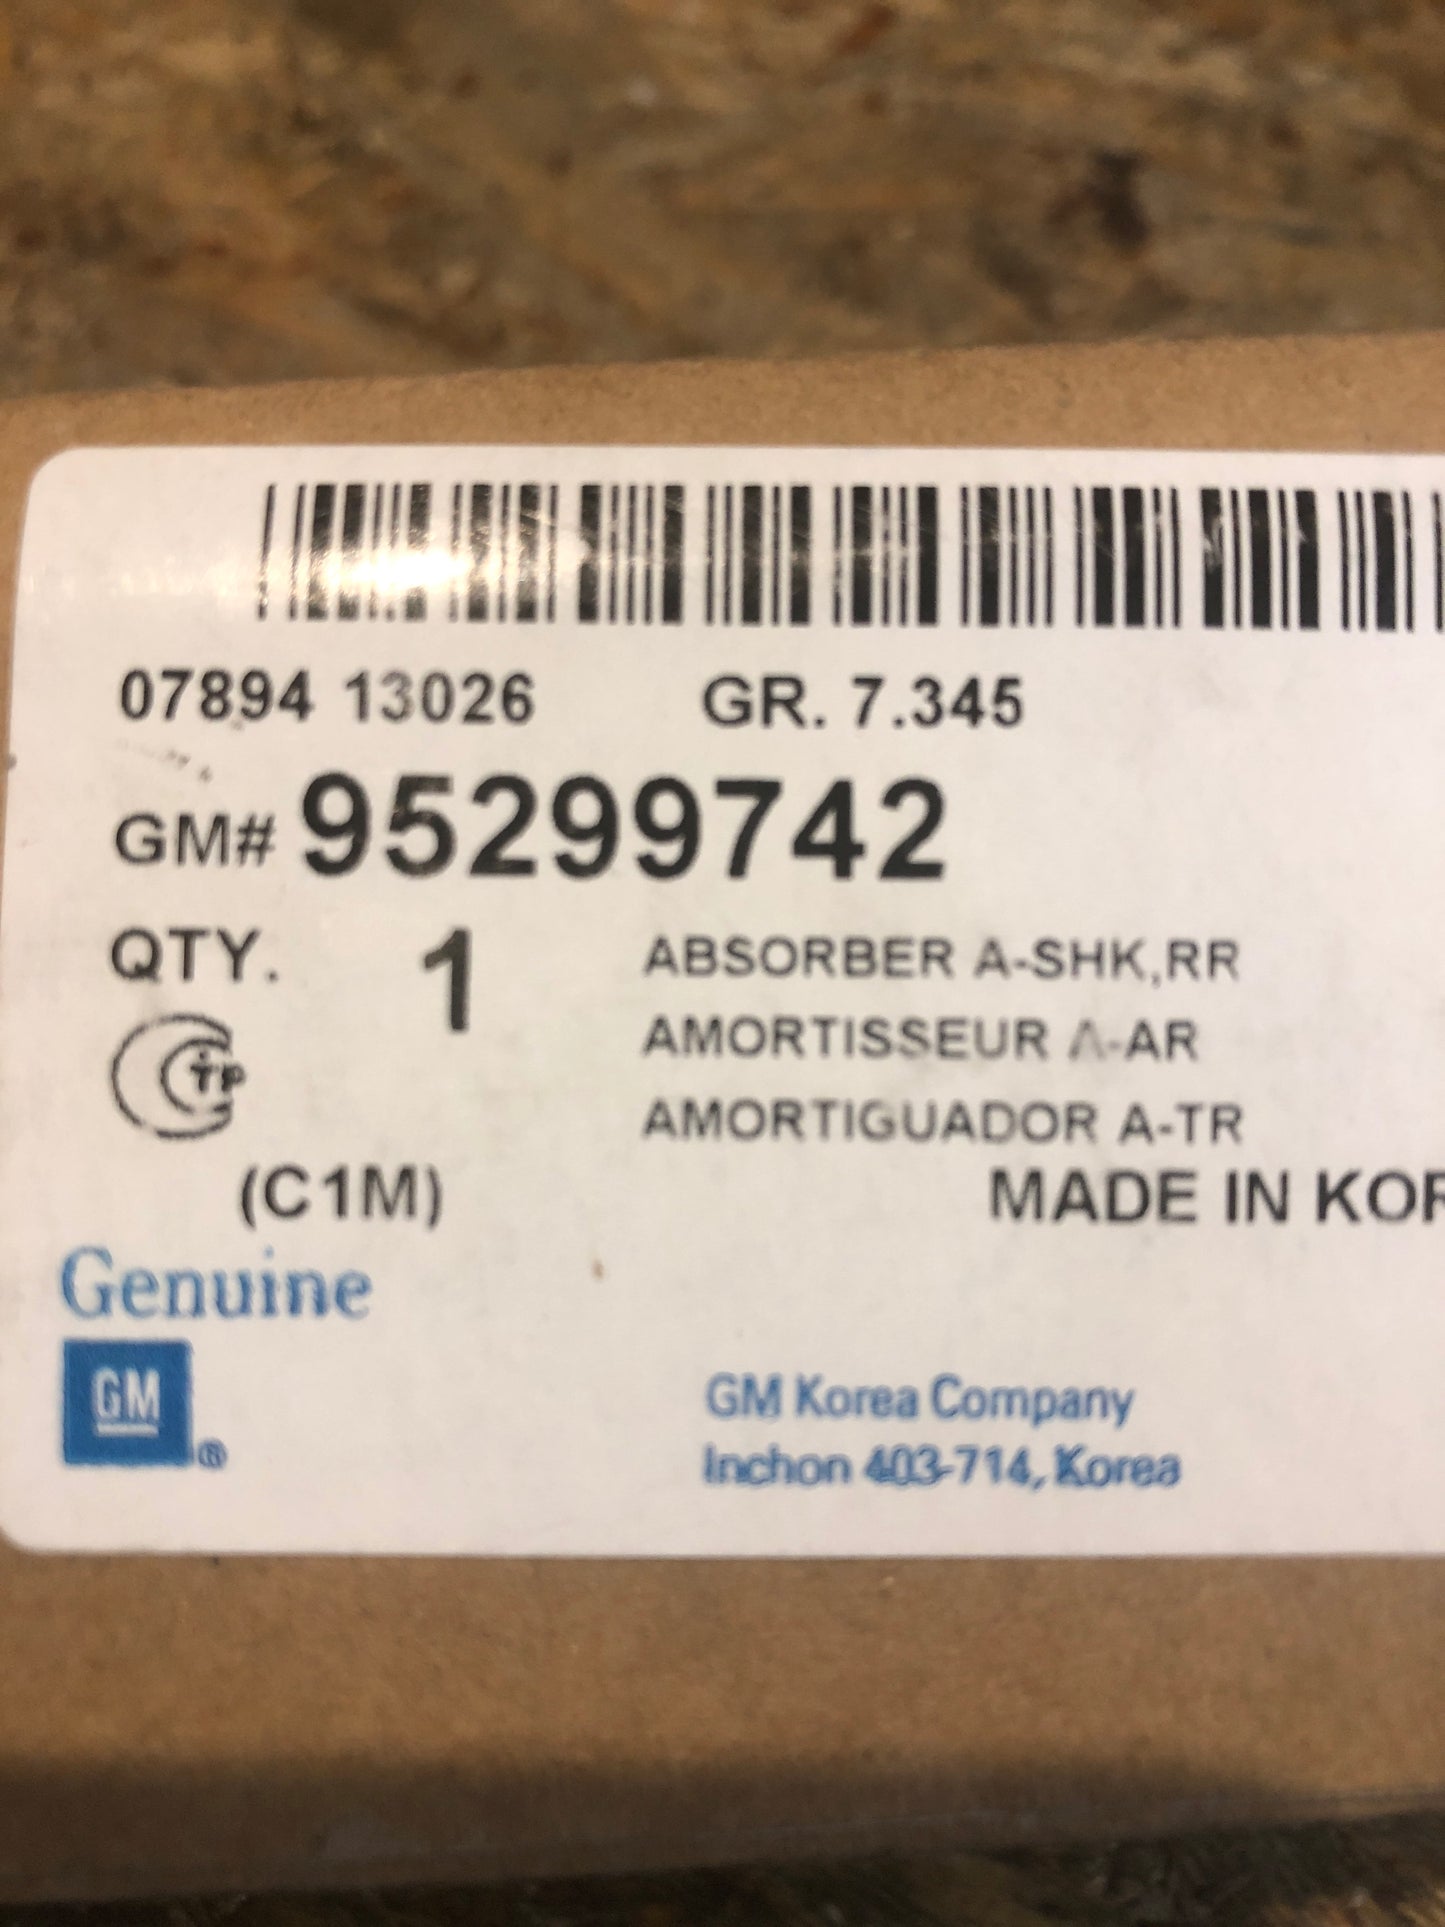 07894 13026 GR. 7.345
GM# 95299742
QTY. 1 ABSORBER A-SHK,RR
AMORTISSEUR A-AR
AMORTIGUADOR A-TR
(C1M) MADE IN KOR
Genuine
GM ®
GM Korea Company
Inchon 403-714, Korea